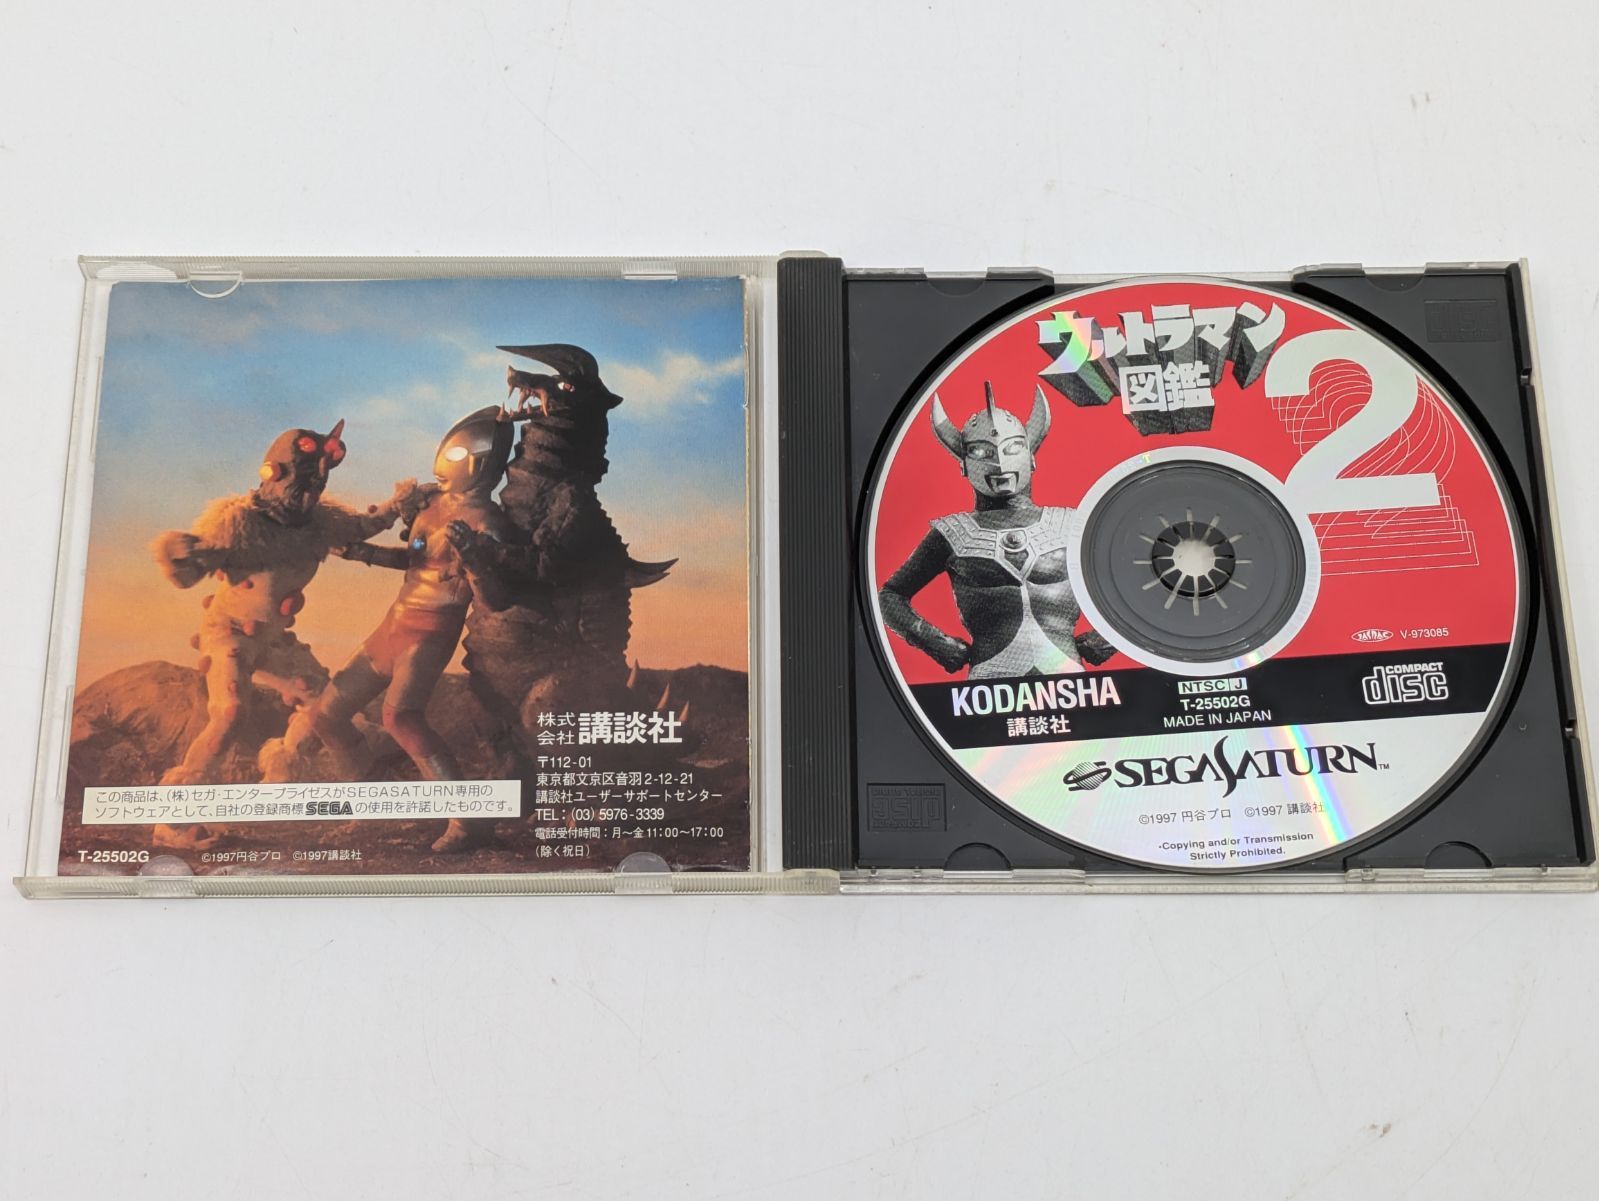 株式
会社 講談社
〒112-01
東京都文京区音羽2-12-21
講談社ユーザーサポートセンター
TEL:(03)5976-3339
電話受付時間:月〜金11:00〜17:00
(除く祝日)
この商品は、(株)セガ・エンタープライゼスがSEGASATURN専用の
ソフトウェアとして、自社の登録商標SEGAの使用を許諾したものです。
T-25502G ©1997円谷プロ ©1997講談社
ウルトラマン
図鑑
2
V-973085
KODANSHA
講談社
NTSC J
T-25502G
MADE IN JAPAN
COMPACT
disc
SEGASATURN™
©1997 円谷プロ ©1997 講談社
•Copying and/or Transmission
Strictly Prohibited.